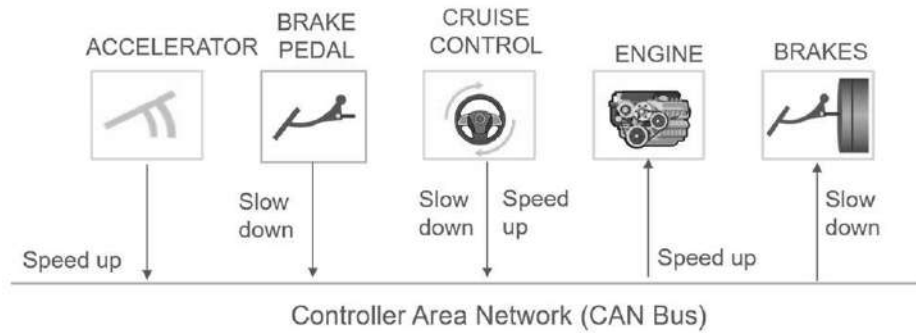 ACCELERATOR
BRAKE
PEDAL
CRUISE
CONTROL
ENGINE
BRAKES
Speed up
Slow
down
Slow
down
Speed
up
Speed up
Slow
down
Controller Area Network (CAN Bus)